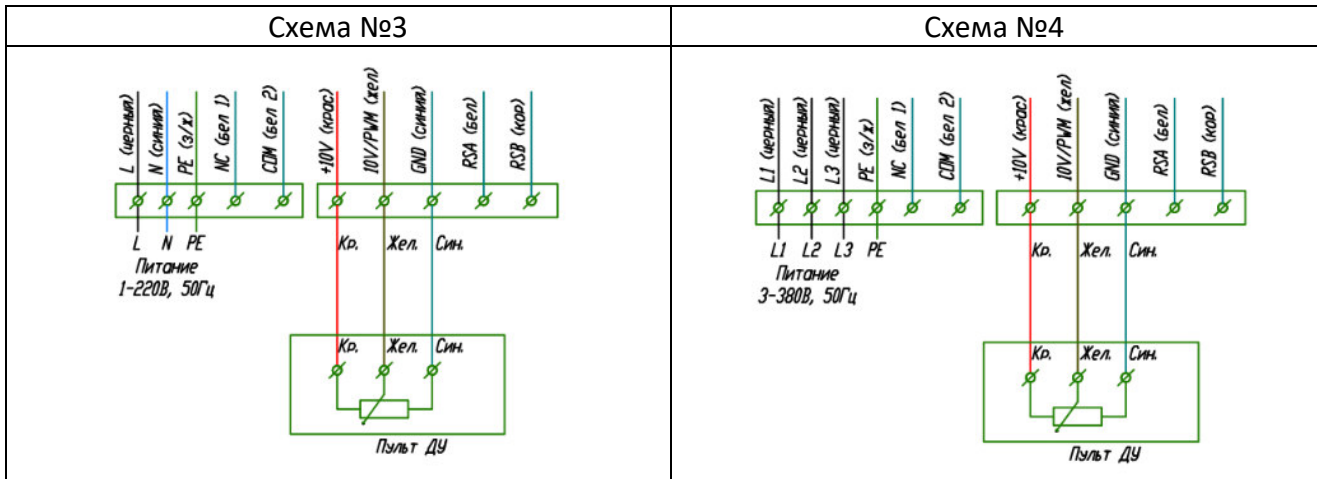 Схема №3
L (черный)
N (синий)
PE (з/ж)
NC (бел 1)
COM (бел 2)
+10V (крас)
10V/PWM (жел)
GND (синий)
RSA (бел)
RSB (кор)
L N PE
Питание
1-220В, 50Гц
Кр. Жел. Син.
Кр. Жел. Син.
Пульт ДУ
Схема №4
L1 (черный)
L2 (черный)
L3 (черный)
PE (з/ж)
NC (бел 1)
COM (бел 2)
+10V (крас)
10V/PWM (жел)
GND (синий)
RSA (бел)
RSB (кор)
L1 L2 L3 PE
Питание
3-380В, 50Гц
Кр. Жел. Син.
Кр. Жел. Син.
Пульт ДУ